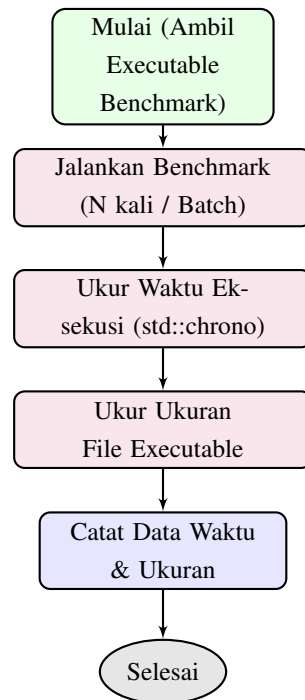 Mulai (Ambil
Executable
Benchmark)
Jalankan Benchmark
(N kali / Batch)
Ukur Waktu Ek-
sekusi (std::chrono)
Ukur Ukuran
File Executable
Catat Data Waktu
& Ukuran
Selesai